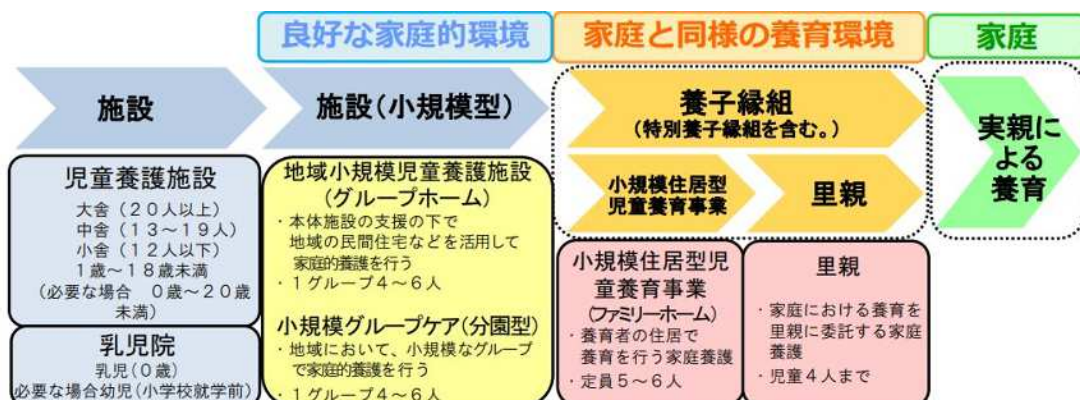 良好な家庭的環境
家庭と同様の養育環境
家庭
施設
施設(小規模型)
養子縁組
(特別養子縁組を含む。)
小規模住居型
児童養育事業
里親
実親に
よる
養育
児童養護施設
大舎(20人以上)
中舎(13～19人)
小舎(12人以下)
1歳～18歳未満
(必要な場合 0歳～20歳
未満)
乳児院
乳児(0歳)
必要な場合幼児(小学校就学前)
地域小規模児童養護施設
(グループホーム)
・本体施設の支援の下で
地域の民間住宅などを活用して
家庭的養護を行う
・1グループ4～6人
小規模グループケア(分園型)
・地域において、小規模なグループ
で家庭的養護を行う
・1グループ4～6人
小規模住居型児
童養育事業
(ファミリーホーム)
・養育者の住居で
養育を行う家庭養護
・定員5～6人
里親
・家庭における養育を
里親に委託する家庭
養護
・児童4人まで